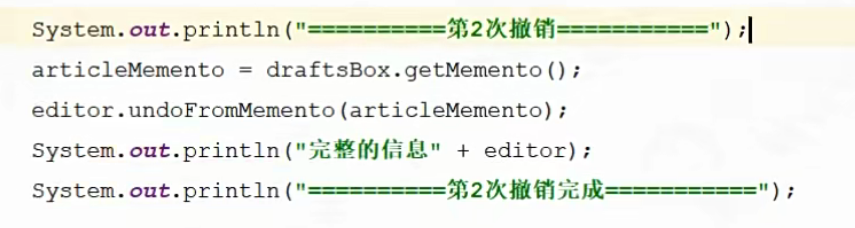 System.out.println("==========第2次撤销===========");
articleMemento = draftsBox.getMemento();
editor.undoFromMemento(articleMemento);
System.out.println("完整的信息" + editor);
System.out.println("==========第2次撤销完成===========");